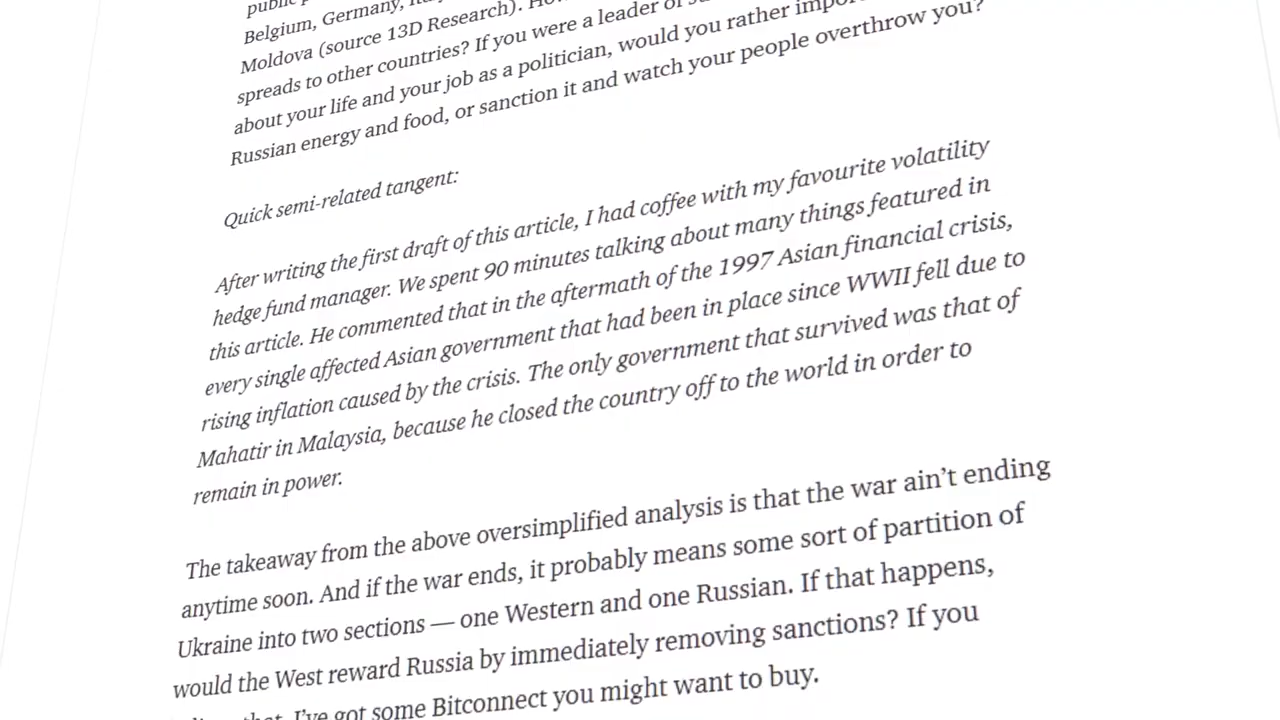 public
Belgium, Germany,
Moldova (source 13D Research).
spreads to other countries? If you were a leader of
about your life and your job as a politician, would you rather
Russian energy and food, or sanction it and watch your people overthrow you?
Quick semi-related tangent:
After writing the first draft of this article, I had coffee with my favourite volatility
hedge fund manager. We spent 90 minutes talking about many things featured in
this article. He commented that in the aftermath of the 1997 Asian financial crisis,
every single affected Asian government that had been in place since WWII fell due to
rising inflation caused by the crisis. The only government that survived was that of
Mahatir in Malaysia, because he closed the country off to the world in order to
remain in power.
The takeaway from the above oversimplified analysis is that the war ain’t ending
anytime soon. And if the war ends, it probably means some sort of partition of
Ukraine into two sections — one Western and one Russian. If that happens,
would the West reward Russia by immediately removing sanctions? If you
that, I’ve got some Bitconnect you might want to buy.